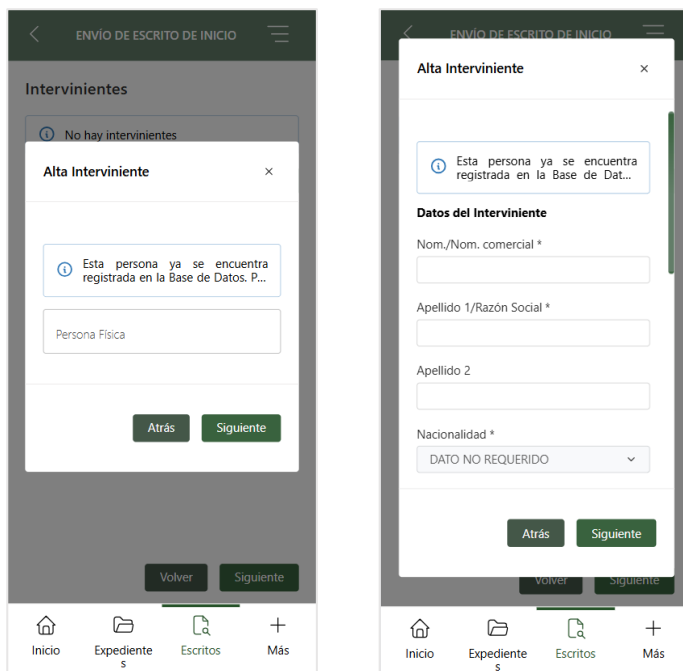 ENVÍO DE ESCRITO DE INICIO
Intervinientes
No hay intervinientes
Alta Interviniente
×
Esta persona ya se encuentra
registrada en la Base de Datos. P...
Persona Física
Atrás
Siguiente
Volver
Siguiente
Inicio
Expediente
s
Escritos
Más
ENVÍO DE ESCRITO DE INICIO
Alta Interviniente
×
Esta persona ya se encuentra
registrada en la Base de Dat...
Datos del Interviniente
Nom./Nom. comercial *
Apellido 1/Razón Social *
Apellido 2
Nacionalidad *
DATO NO REQUERIDO
Atrás
Siguiente
Volver
Siguiente
Inicio
Expediente
s
Escritos
Más